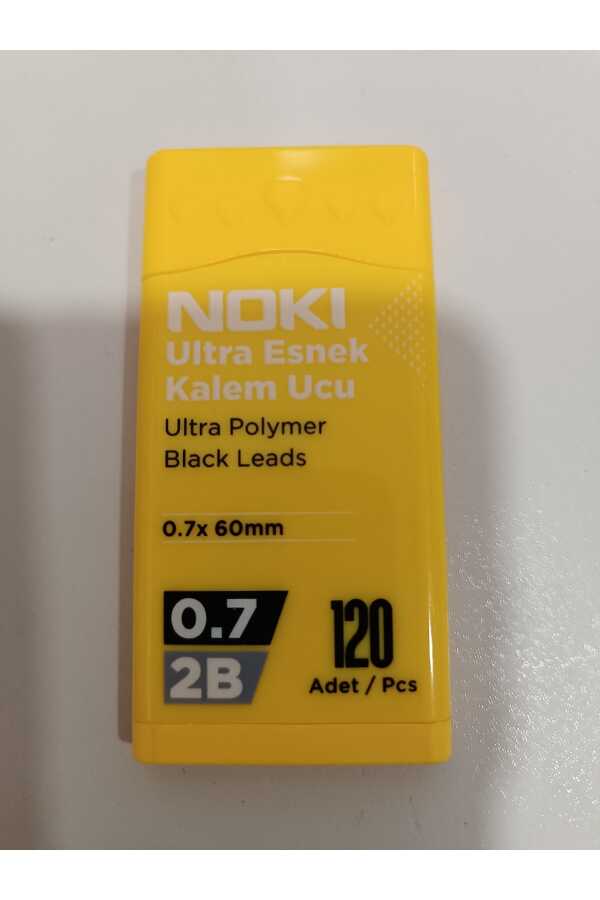 NOKI
Ultra Esnek
Kalem Ucu
Ultra Polymer
Black Leads
0.7x 60mm
0.7
2B
120
Adet / Pcs